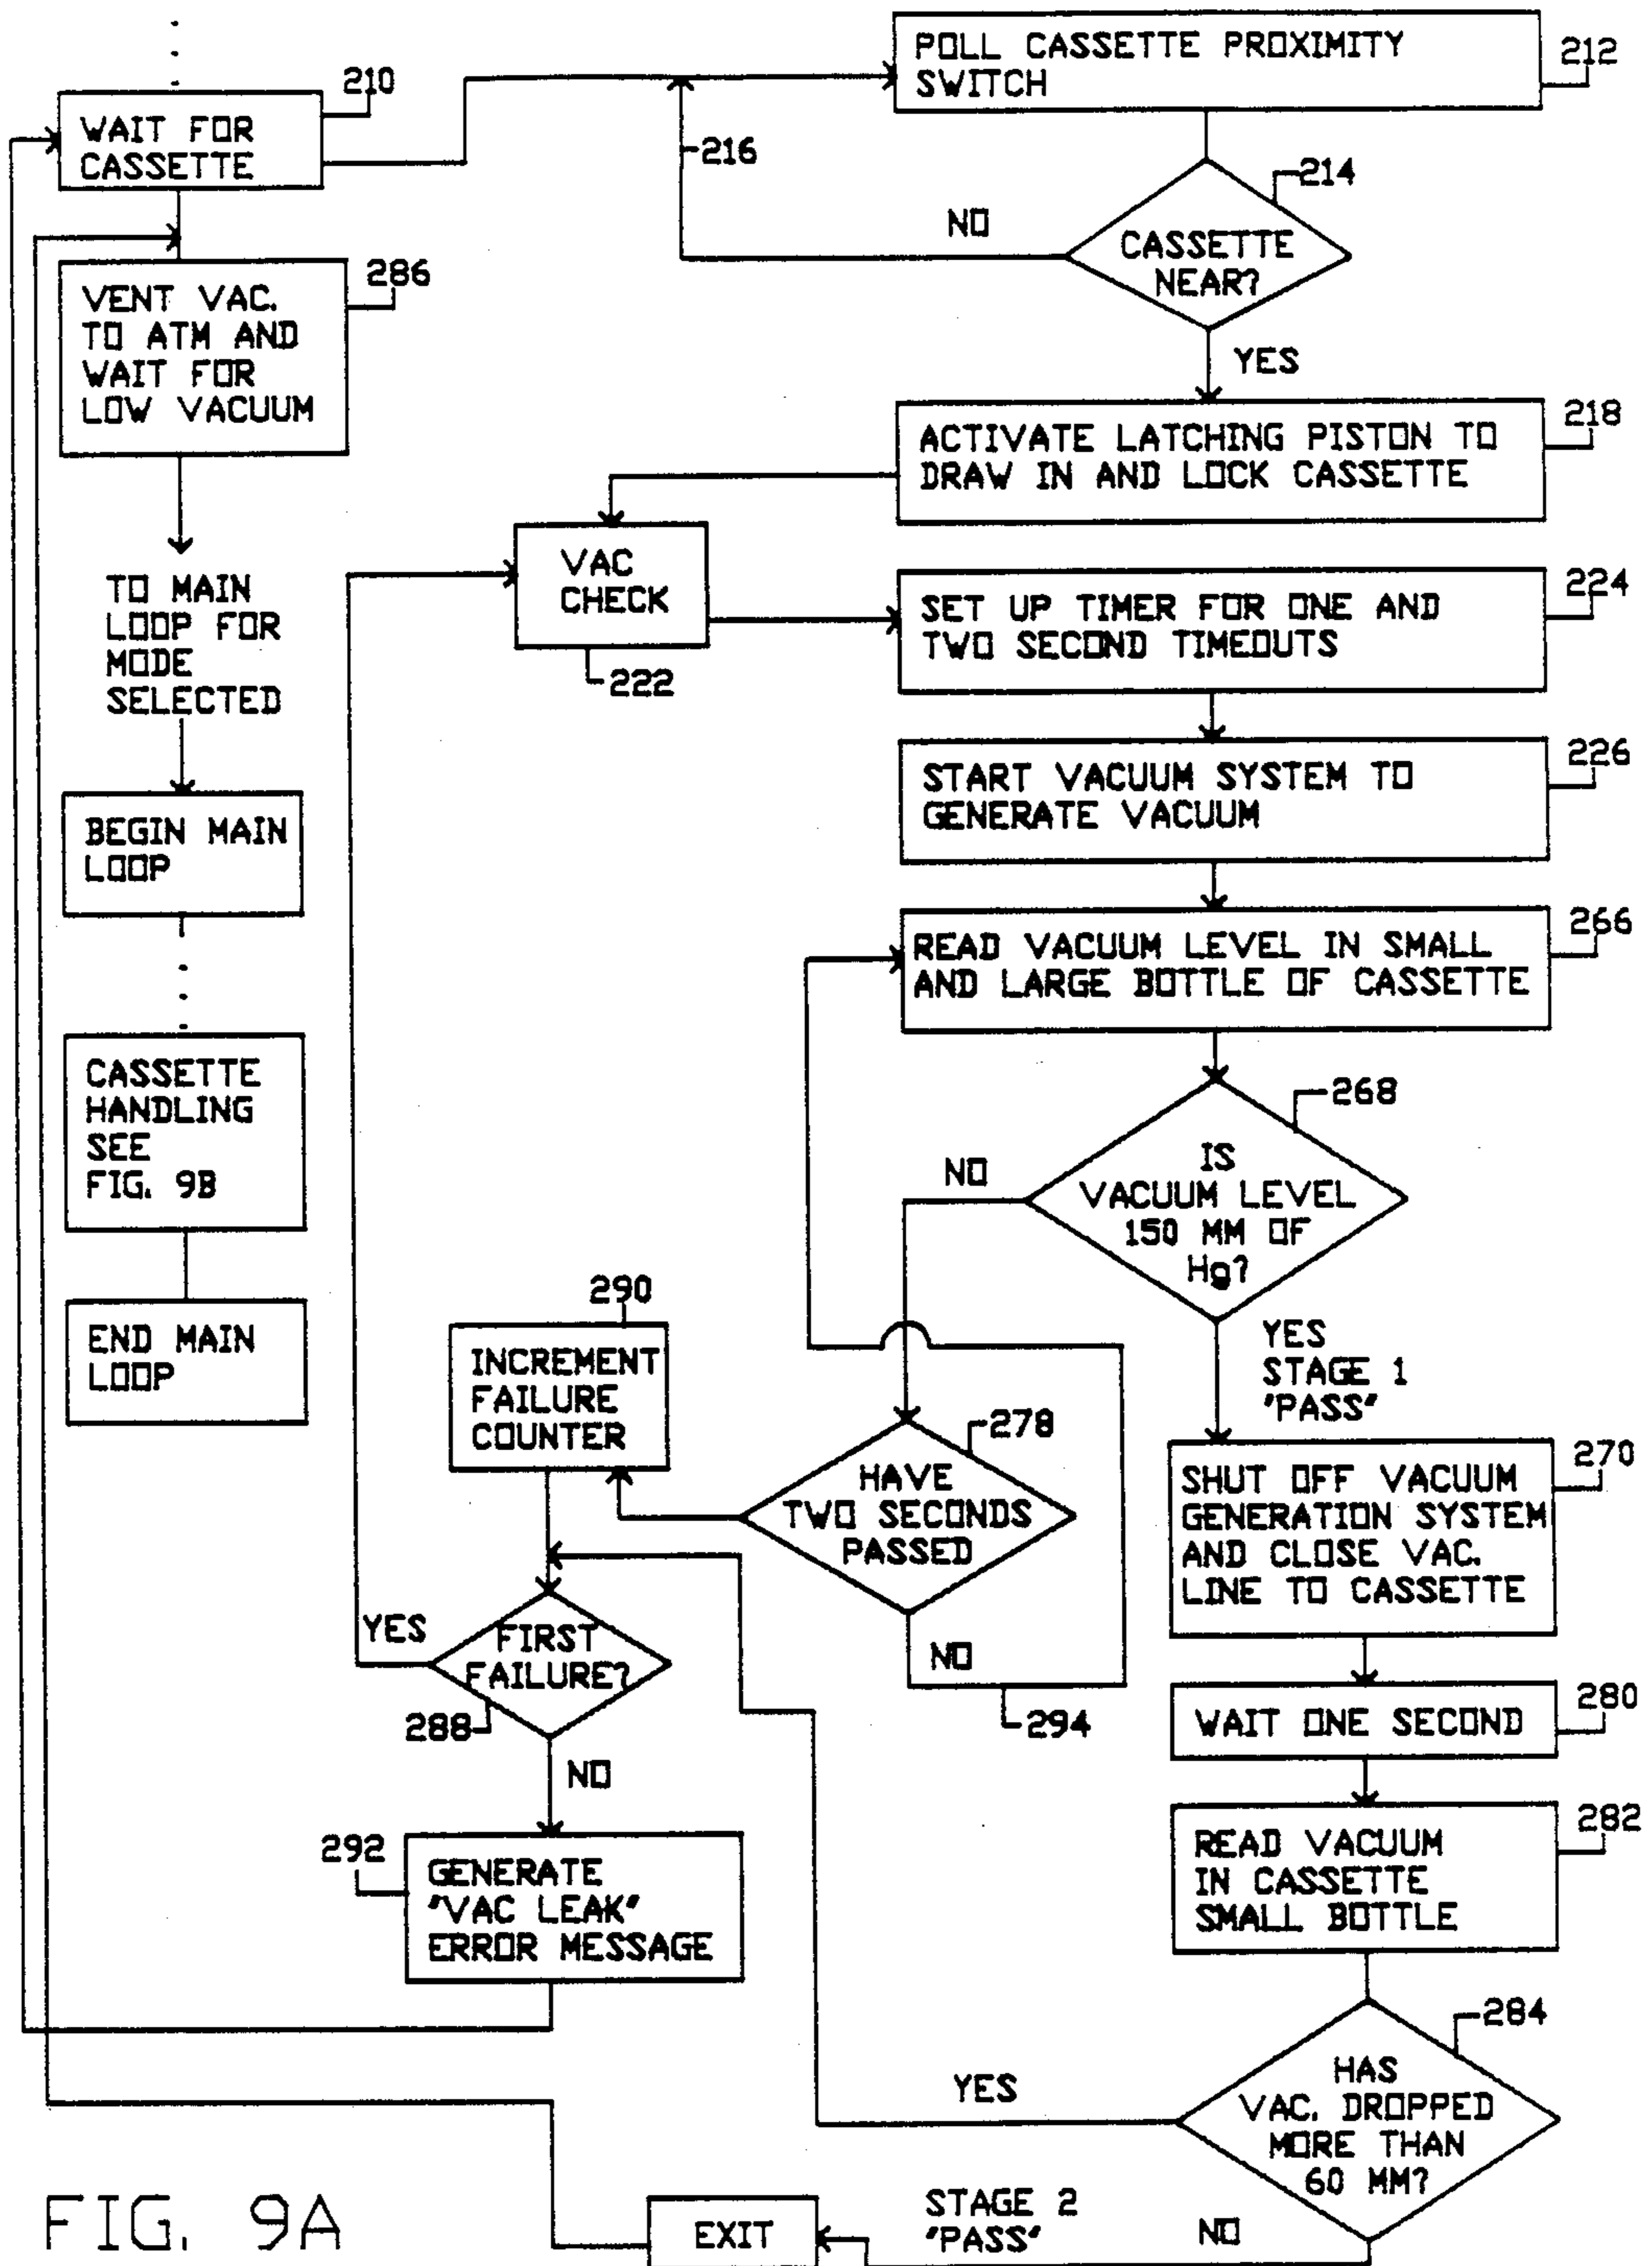 210
WAIT FOR
CASSETTE
POLL CASSETTE PROXIMITY
SWITCH
212
216
214
NO
CASSETTE
NEAR?
YES
286
VENT VAC.
TO ATM AND
WAIT FOR
LOW VACUUM
218
ACTIVATE LATCHING PISTON TO
DRAW IN AND LOCK CASSETTE
VAC
CHECK
222
224
SET UP TIMER FOR ONE AND
TWO SECOND TIMEOUTS
TO MAIN
LOOP FOR
MODE
SELECTED
226
START VACUUM SYSTEM TO
GENERATE VACUUM
BEGIN MAIN
LOOP
266
READ VACUUM LEVEL IN SMALL
AND LARGE BOTTLE OF CASSETTE
CASSETTE
HANDLING
SEE
FIG. 9B
268
NO
IS
VACUUM LEVEL
150 MM OF
Hg?
YES
STAGE 1
"PASS"
END MAIN
LOOP
290
INCREMENT
FAILURE
COUNTER
278
HAVE
TWO SECONDS
PASSED
NO
294
270
SHUT OFF VACUUM
GENERATION SYSTEM
AND CLOSE VAC.
LINE TO CASSETTE
YES
FIRST
FAILURE?
288
NO
280
WAIT ONE SECOND
292
GENERATE
"VAC LEAK"
ERROR MESSAGE
282
READ VACUUM
IN CASSETTE
SMALL BOTTLE
284
YES
HAS
VAC. DROPPED
MORE THAN
60 MM?
NO
STAGE 2
"PASS"
EXIT
FIG. 9A